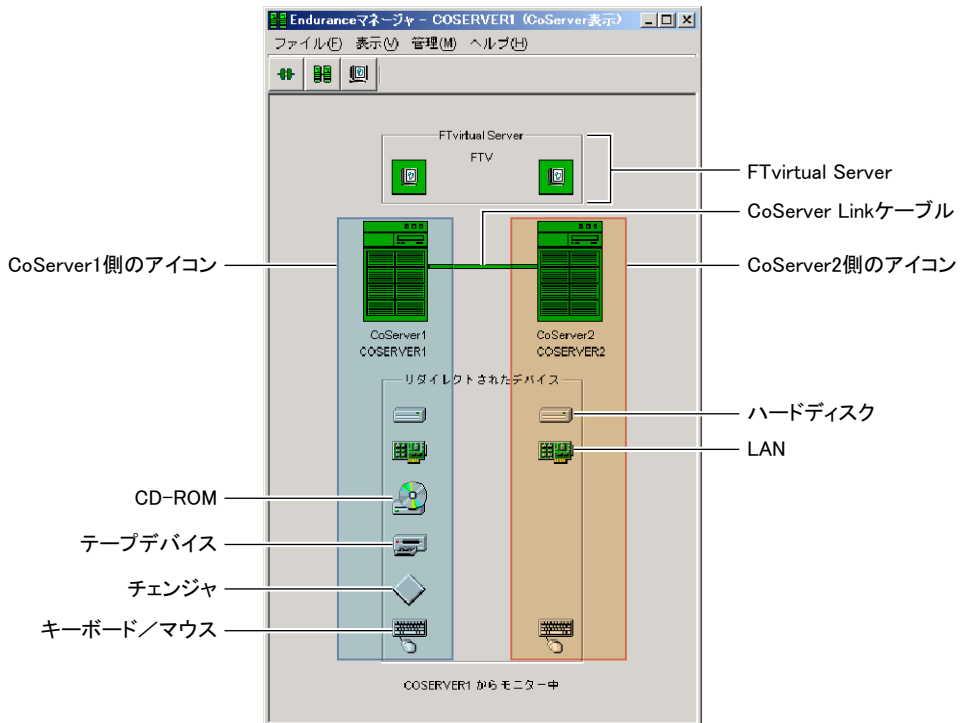 Enduranceマネージャ - COSERVER1 (CoServer表示)
ファイル(F) 表示(V) 管理(M) ヘルプ(H)
FTvirtual Server
FTV
FTvirtual Server
CoServer Linkケーブル
CoServer1側のアイコン
CoServer2側のアイコン
CoServer1
COSERVER1
CoServer2
COSERVER2
リダイレクトされたデバイス
ハードディスク
LAN
CD-ROM
テープデバイス
チェンジャ
キーボード/マウス
COSERVER1 からモニター中